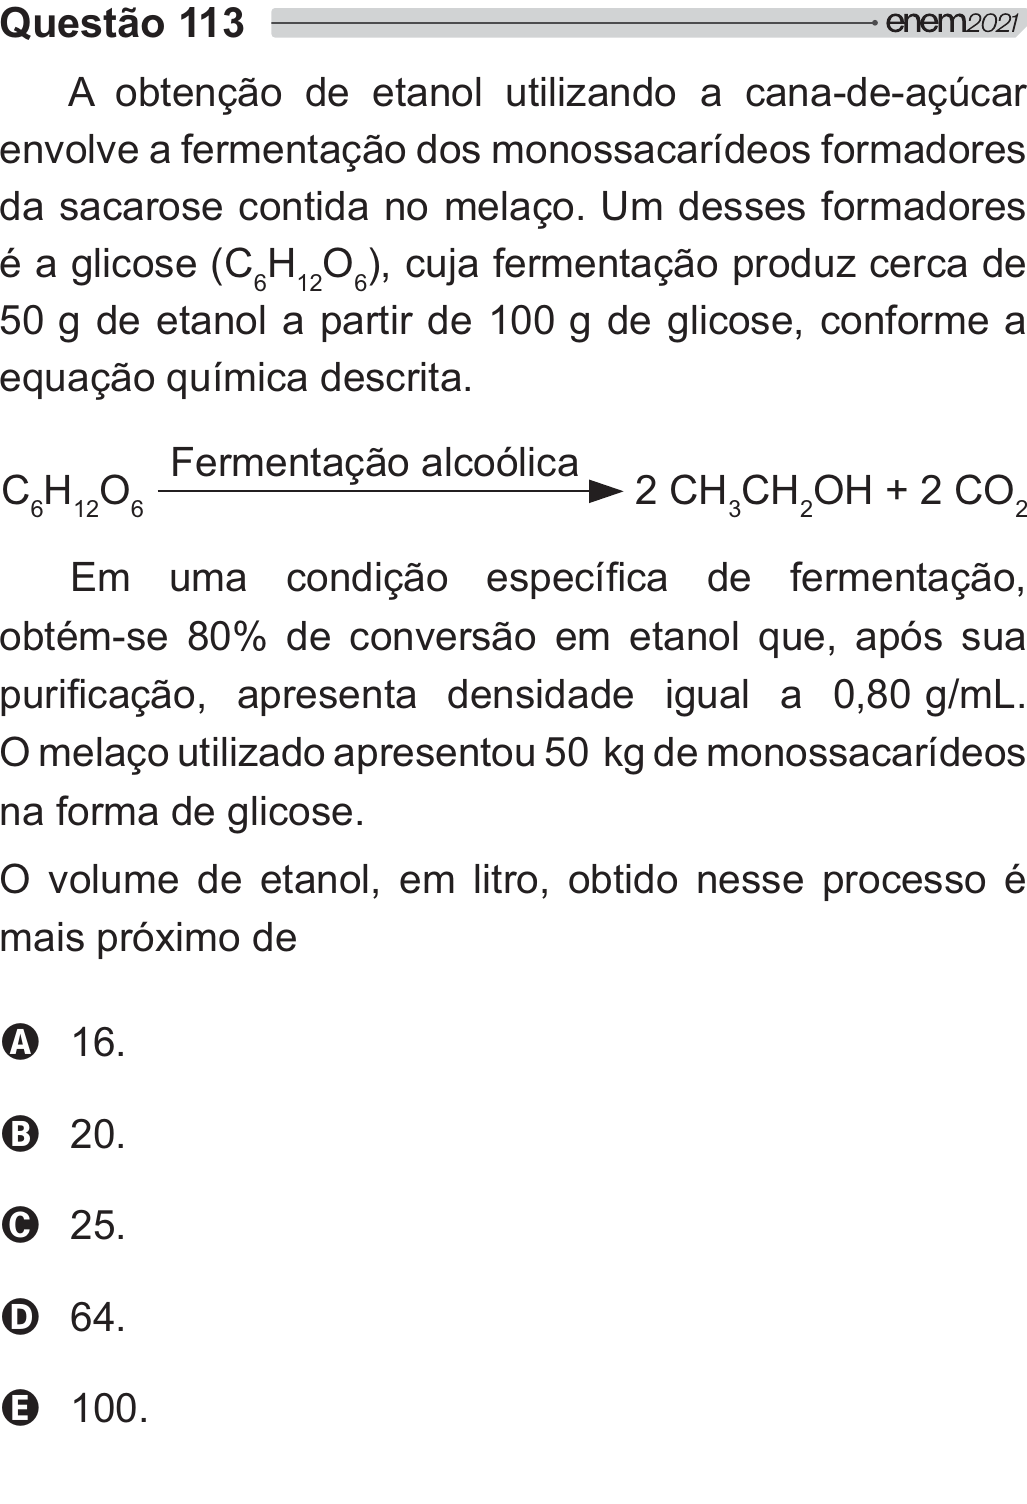 Questão 113 enem2021
A obtenção de etanol utilizando a cana-de-açúcar
envolve a fermentação dos monossacarídeos formadores
da sacarose contida no melaço. Um desses formadores
é a glicose (C₆H₁₂O₆), cuja fermentação produz cerca de
50 g de etanol a partir de 100 g de glicose, conforme a
equação química descrita.
Fermentação alcoólica
C₆H₁₂O₆ → 2 CH₃CH₂OH + 2 CO₂
Em uma condição específica de fermentação,
obtém-se 80% de conversão em etanol que, após sua
purificação, apresenta densidade igual a 0,80 g/mL.
O melaço utilizado apresentou 50 kg de monossacarídeos
na forma de glicose.
O volume de etanol, em litro, obtido nesse processo é
mais próximo de
A 16.
B 20.
C 25.
D 64.
E 100.